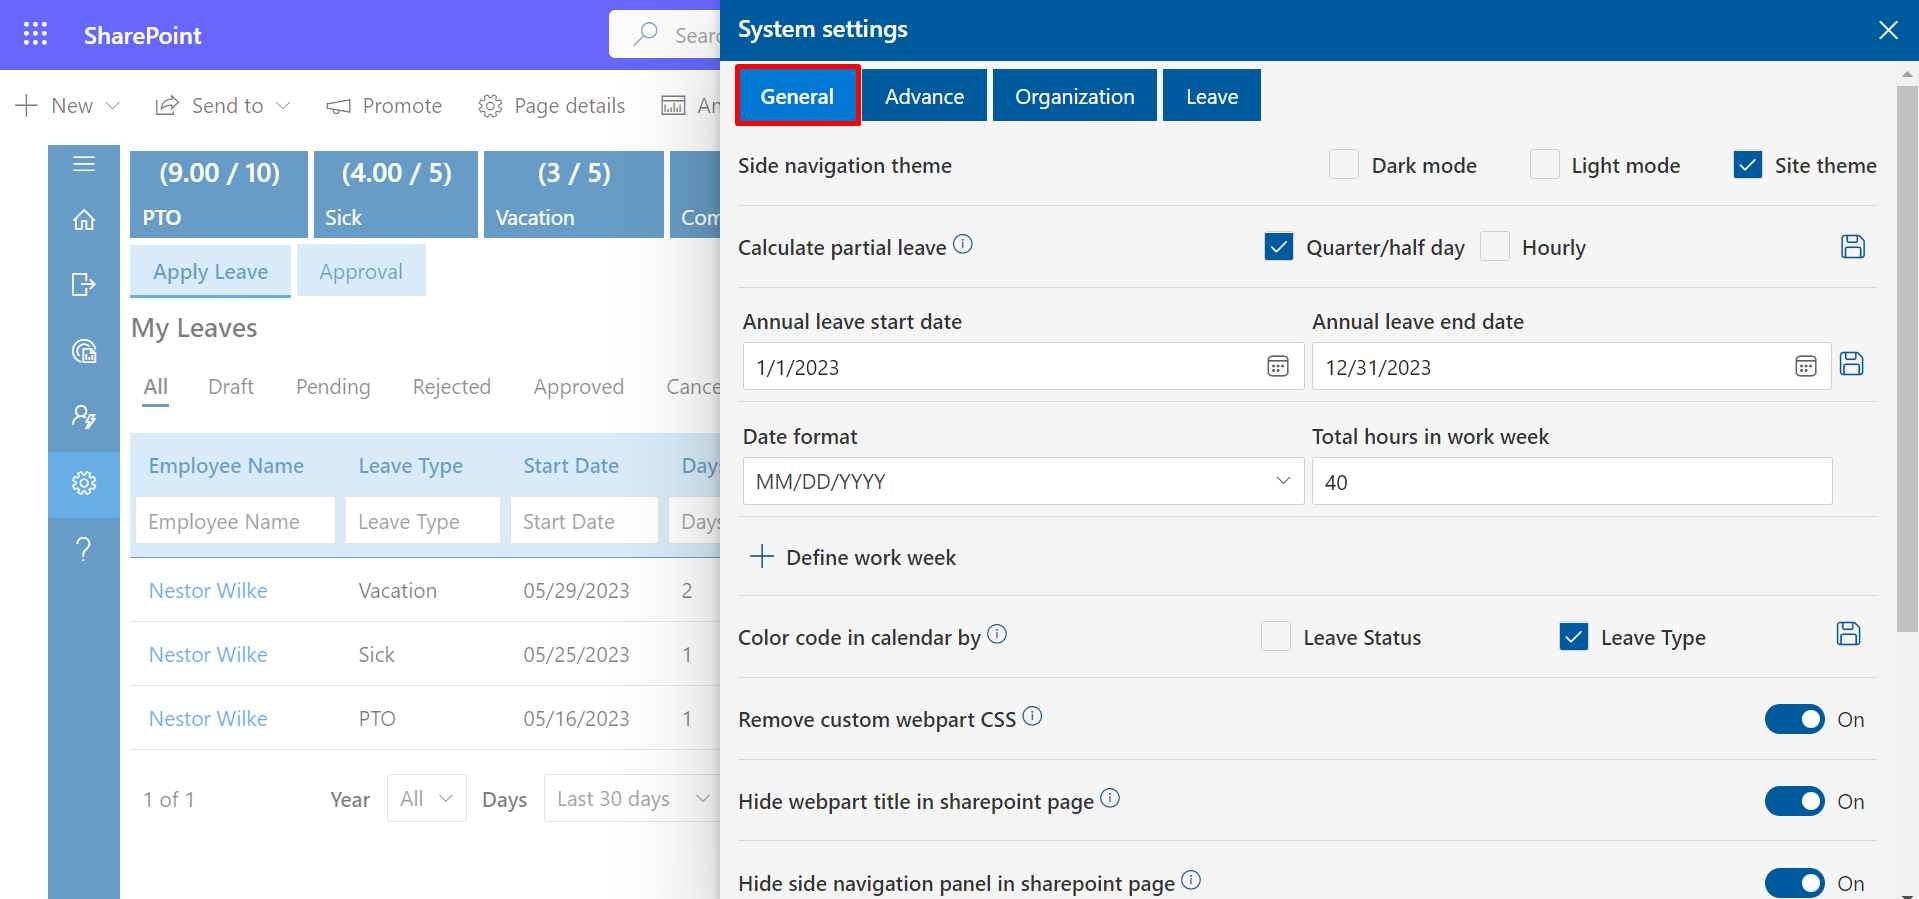 SharePoint
Sear
System settings
New
Send to
Promote
Page details
An
General
Advance
Organization
Leave
(9.00 / 10)
PTO
(4.00 / 5)
Sick
(3 / 5)
Vacation
Com
Side navigation theme
Dark mode
Light mode
Site theme
Apply Leave
Approval
Calculate partial leave
Quarter/half day
Hourly
My Leaves
Annual leave start date
Annual leave end date
1/1/2023
12/31/2023
All
Draft
Pending
Rejected
Approved
Cance
Date format
Total hours in work week
MM/DD/YYYY
40
Employee Name
Leave Type
Start Date
Days
Employee Name
Leave Type
Start Date
Days
Define work week
Nestor Wilke
Vacation
05/29/2023
2
Nestor Wilke
Sick
05/25/2023
1
Nestor Wilke
PTO
05/16/2023
1
Color code in calendar by
Leave Status
Leave Type
Remove custom webpart CSS
On
1 of 1
Year
All
Days
Last 30 days
Hide webpart title in sharepoint page
On
Hide side navigation panel in sharepoint page
On